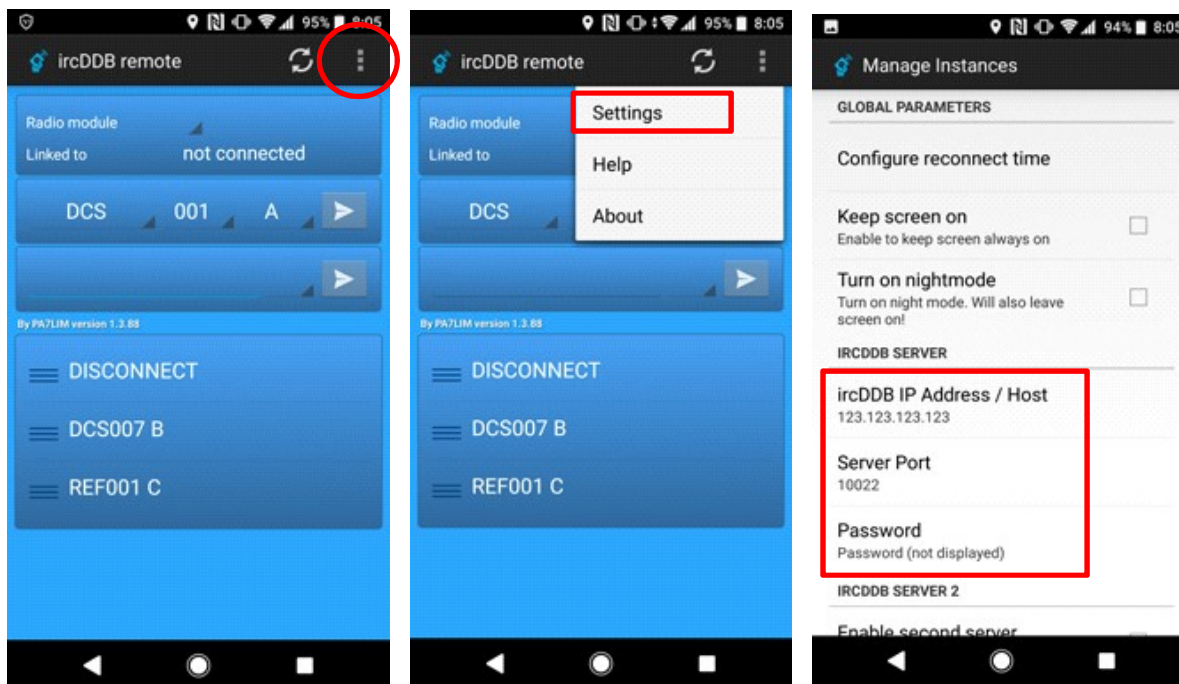 95% 8:05
ircDDB remote
Radio module
Linked to not connected
DCS 001 A
By PA7LIM version 1.3.88
DISCONNECT
DCS007 B
REF001 C
95% 8:05
ircDDB remote
Settings
Help
About
Radio module
Linked to
DCS
By PA7LIM version 1.3.88
DISCONNECT
DCS007 B
REF001 C
94% 8:05
Manage Instances
GLOBAL PARAMETERS
Configure reconnect time
Keep screen on
Enable to keep screen always on
Turn on nightmode
Turn on night mode. Will also leave
screen on!
IRCDDB SERVER
ircDDB IP Address / Host
123.123.123.123
Server Port
10022
Password
Password (not displayed)
IRCDDB SERVER 2
Enable second server